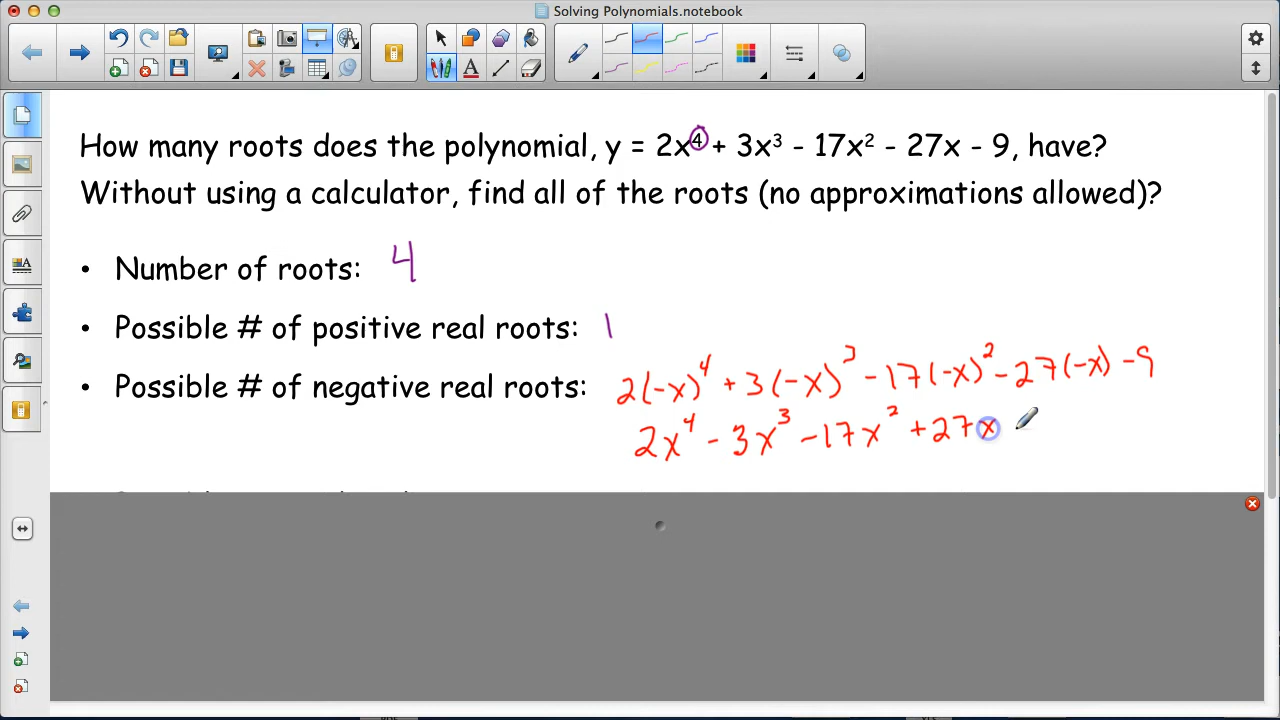 Solving Polynomials.notebook
How many roots does the polynomial, y = 2x⁴ + 3x³ - 17x² - 27x - 9, have?
Without using a calculator, find all of the roots (no approximations allowed)?
• Number of roots: 4
• Possible # of positive real roots: 1
• Possible # of negative real roots: 2(-x)⁴ + 3(-x)³ - 17(-x)² - 27(-x) - 9
2x⁴ - 3x³ - 17x² + 27x